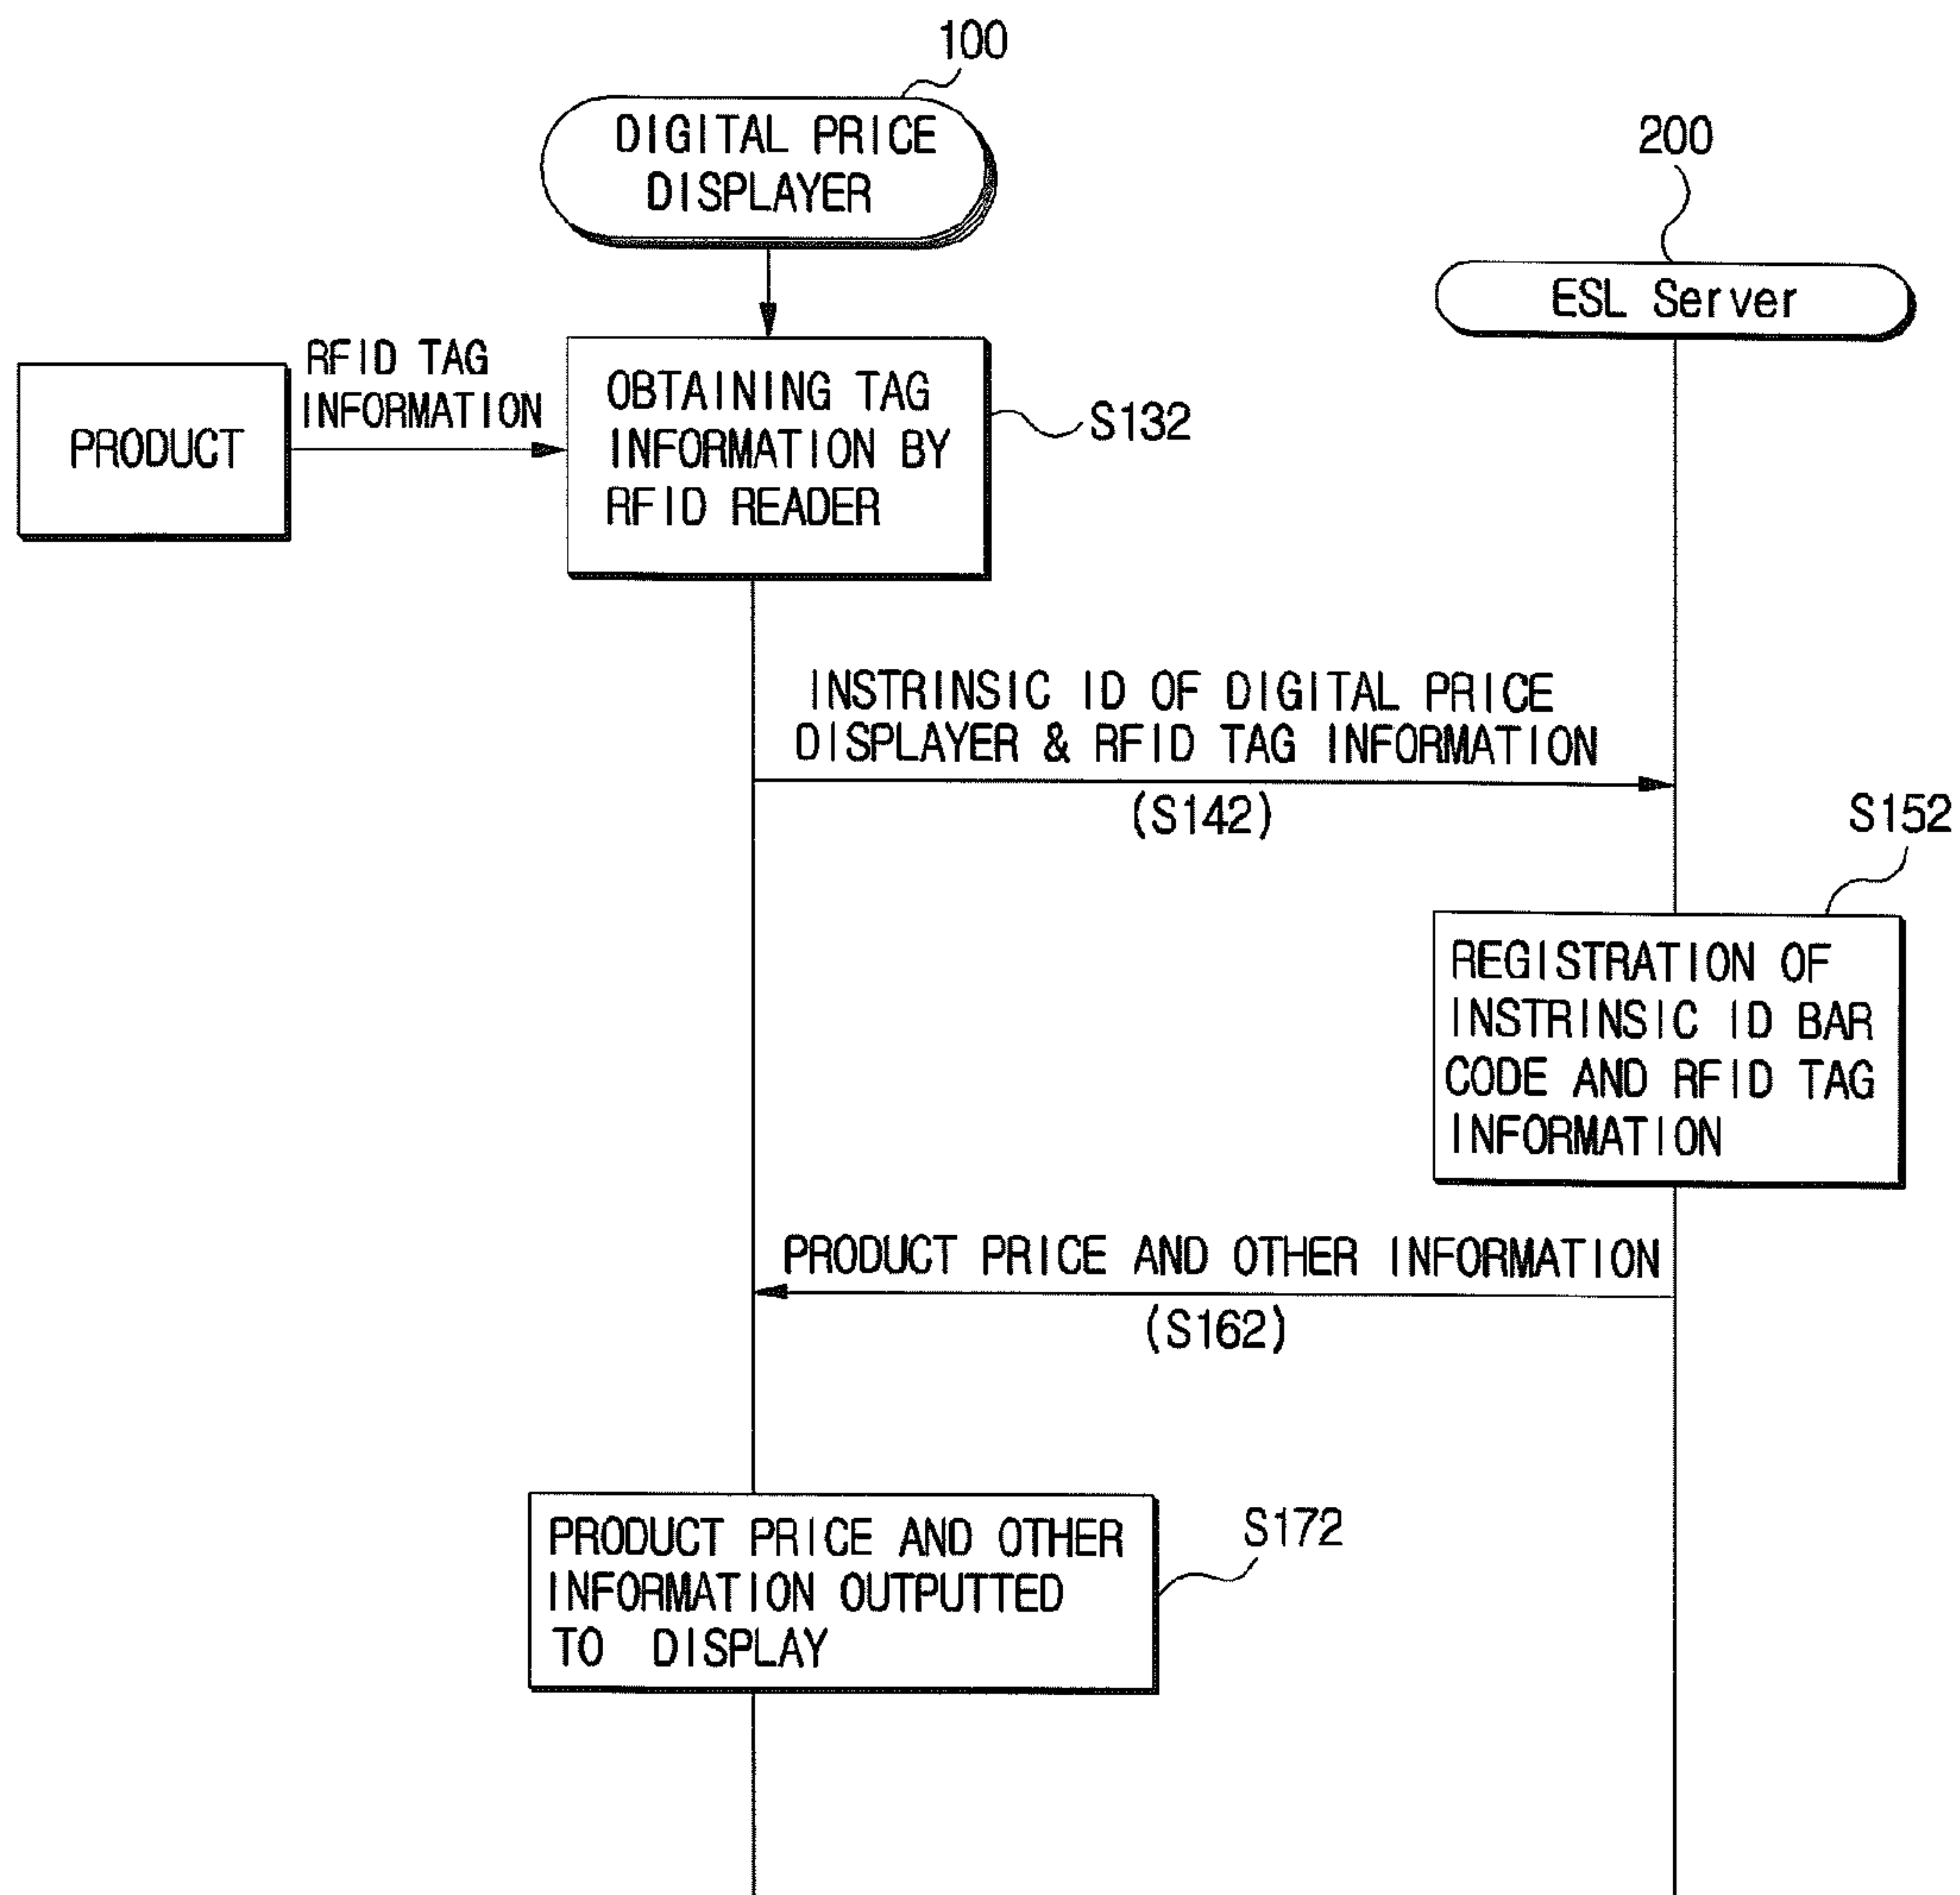 100
DIGITAL PRICE
DISPLAYER
200
ESL Server
RFID TAG
INFORMATION
PRODUCT
OBTAINING TAG
INFORMATION BY
RFID READER
S132
INSTRINSIC ID OF DIGITAL PRICE
DISPLAYER & RFID TAG INFORMATION
(S142)
S152
REGISTRATION OF
INSTRINSIC ID BAR
CODE AND RFID TAG
INFORMATION
PRODUCT PRICE AND OTHER INFORMATION
(S162)
PRODUCT PRICE AND OTHER
INFORMATION OUTPUTTED
TO DISPLAY
S172